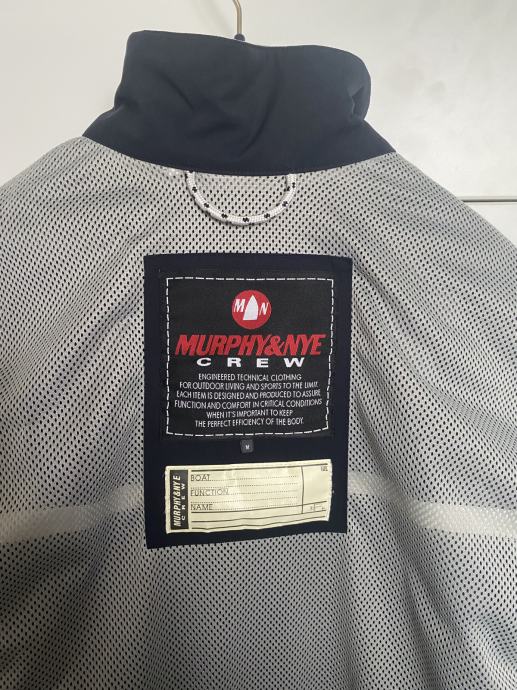 M N
MURPHY&NYE
CREW
ENGINEERED TECHNICAL CLOTHING
FOR OUTDOOR LIVING AND SPORTS TO THE LIMIT.
EACH ITEM IS DESIGNED AND PRODUCED TO ASSURE
FUNCTION AND COMFORT IN CRITICAL CONDITIONS
WHEN IT'S IMPORTANT TO KEEP
THE PERFECT EFFICIENCY OF THE BODY.
M
MURPHY&NYE
CREW
BOAT
FUNCTION
NAME